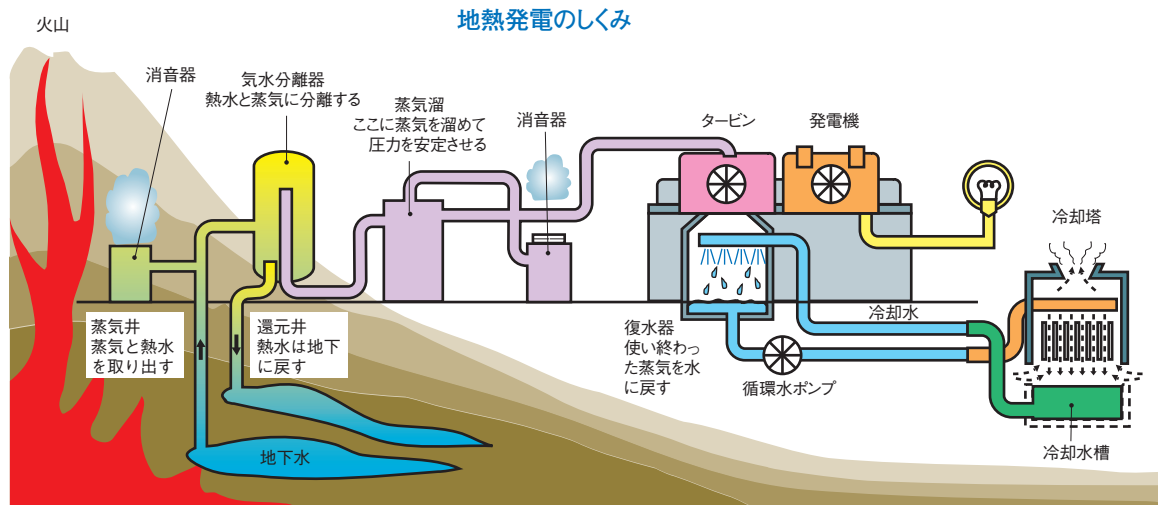 地熱発電のしくみ
火山
消音器
気水分離器
熱水と蒸気に分離する
蒸気溜
ここに蒸気を溜めて
圧力を安定させる
消音器
タービン
発電機
冷却塔
蒸気井
蒸気と熱水
を取り出す
還元井
熱水は地下
に戻す
復水器
使い終わっ
た蒸気を水
に戻す
冷却水
循環水ポンプ
地下水
冷却水槽